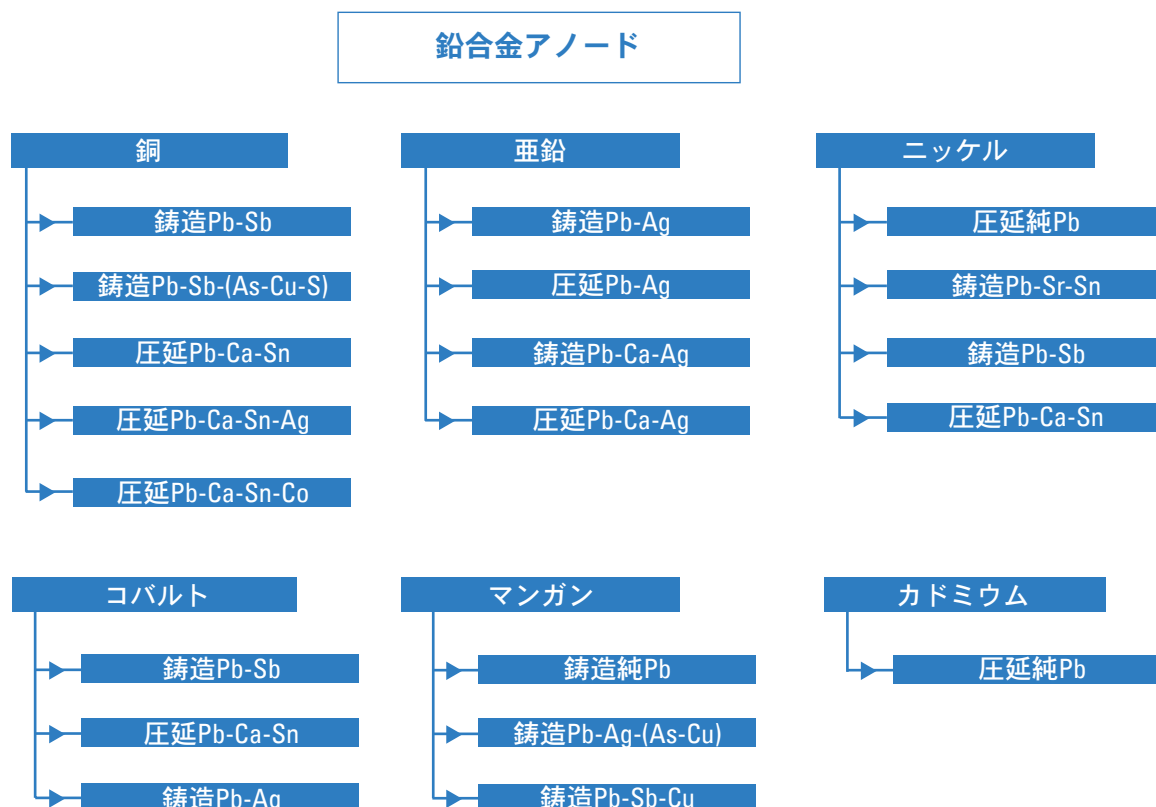 鉛合金アノード
銅
鋳造Pb-Sb
鋳造Pb-Sb-(As-Cu-S)
圧延Pb-Ca-Sn
圧延Pb-Ca-Sn-Ag
圧延Pb-Ca-Sn-Co
亜鉛
鋳造Pb-Ag
圧延Pb-Ag
鋳造Pb-Ca-Ag
圧延Pb-Ca-Ag
ニッケル
圧延純Pb
鋳造Pb-Sr-Sn
鋳造Pb-Sb
圧延Pb-Ca-Sn
コバルト
鋳造Pb-Sb
圧延Pb-Ca-Sn
鋳造Pb-Ag
マンガン
鋳造純Pb
鋳造Pb-Ag-(As-Cu)
鋳造Pb-Sb-Cu
カドミウム
圧延純Pb